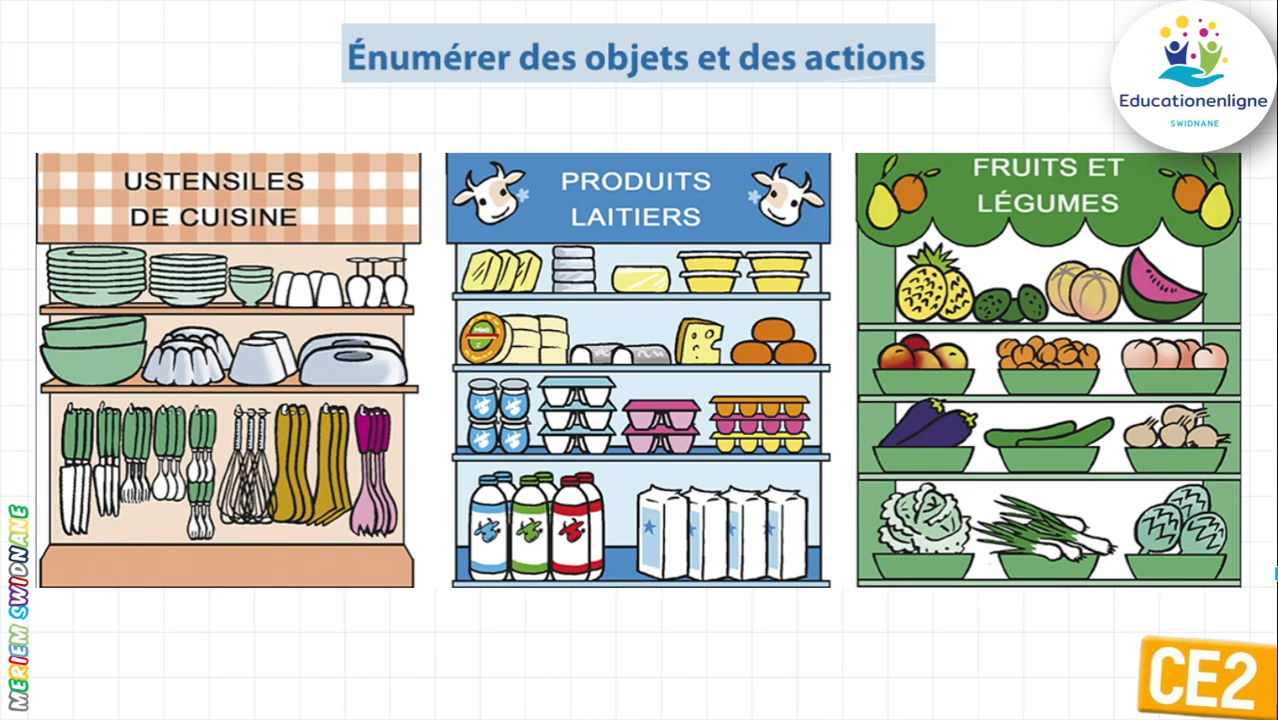 Énumérer des objets et des actions
Educationenligne
SWIDNANE
USTENSILES
DE CUISINE
PRODUITS
LAITIERS
FRUITS ET
LÉGUMES
MERIEM SWIDNANE
CE2